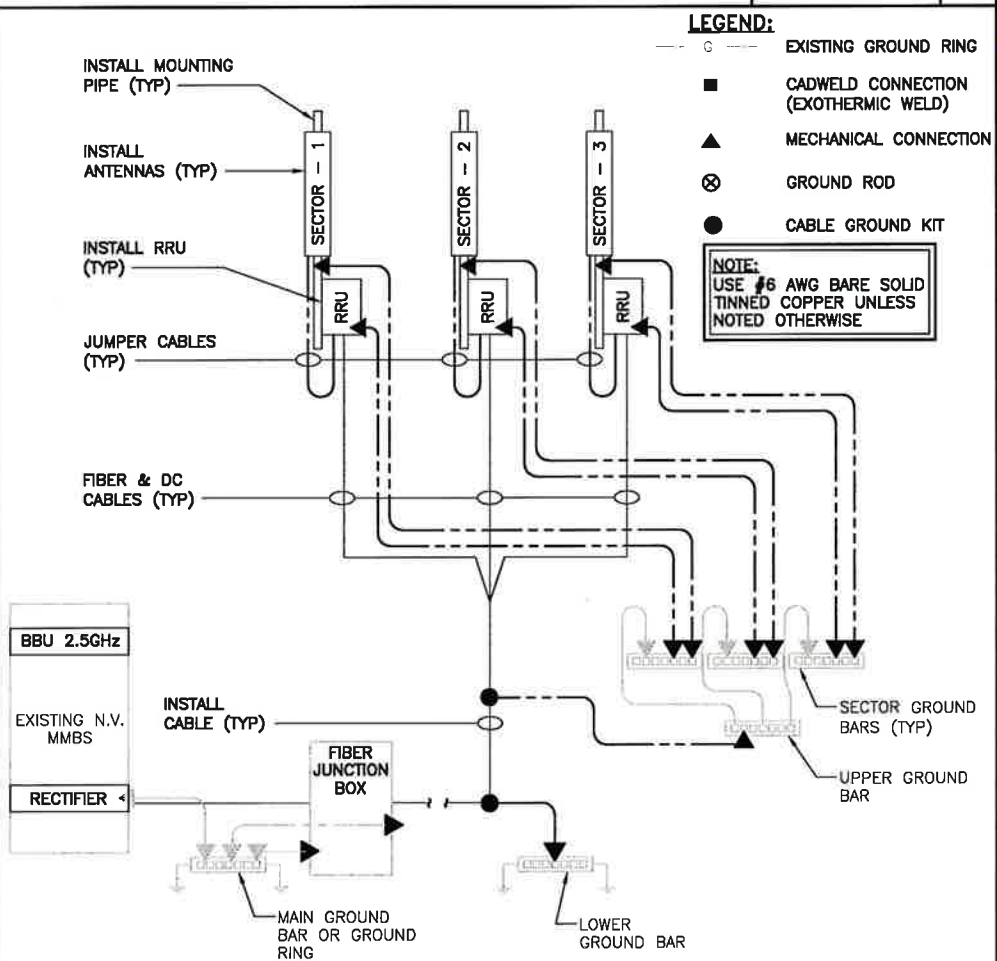 LEGEND:
G
EXISTING GROUND RING
CADWELD CONNECTION
(EXOTHERMIC WELD)
MECHANICAL CONNECTION
GROUND ROD
CABLE GROUND KIT
NOTE:
USE #6 AWG BARE SOLID
TINNED COPPER UNLESS
NOTED OTHERWISE
INSTALL MOUNTING
PIPE (TYP)
INSTALL
ANTENNAS (TYP)
INSTALL RRU
(TYP)
JUMPER CABLES
(TYP)
FIBER & DC
CABLES (TYP)
SECTOR - 1
SECTOR - 2
SECTOR - 3
RRU
RRU
RRU
BBU 2.5GHz
EXISTING N.V.
MMBS
RECTIFIER
INSTALL
CABLE (TYP)
FIBER
JUNCTION
BOX
SECTOR GROUND
BARS (TYP)
UPPER GROUND
BAR
MAIN GROUND
BAR OR GROUND
RING
LOWER
GROUND BAR